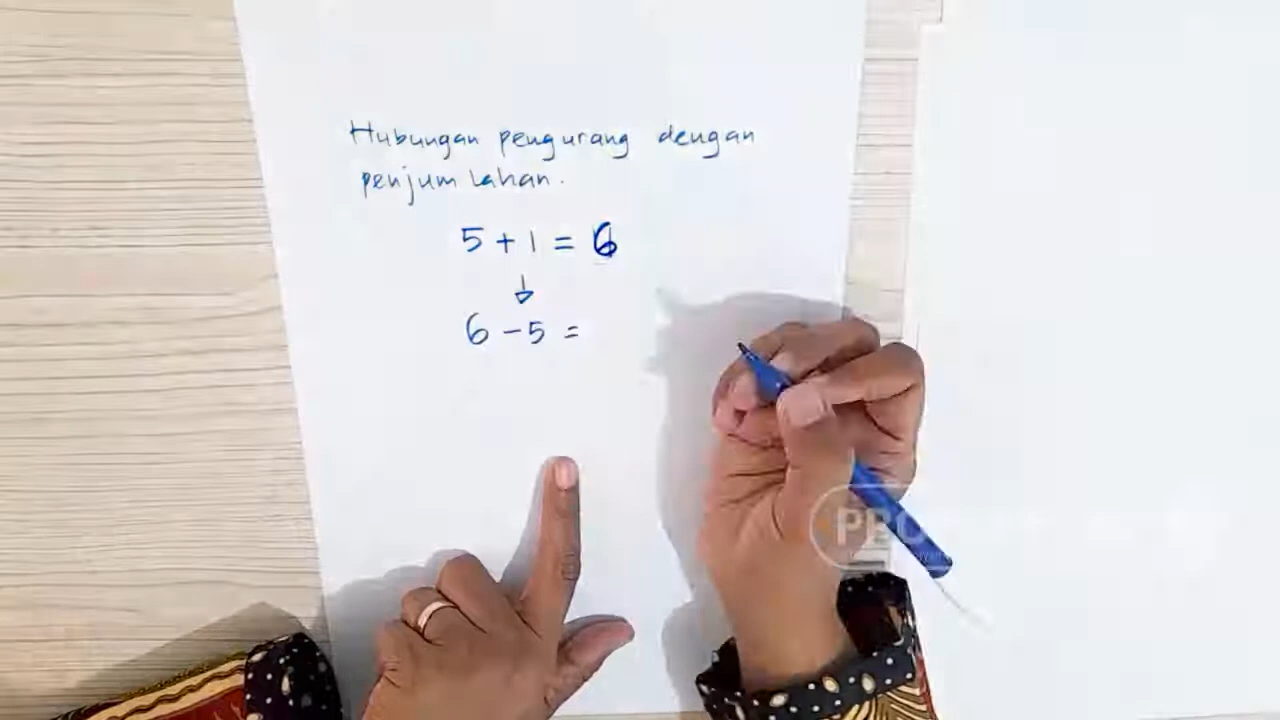 Hubungan pengurang dengan
penjumlahan.
5 + 1 = 6
↓
6 - 5 =